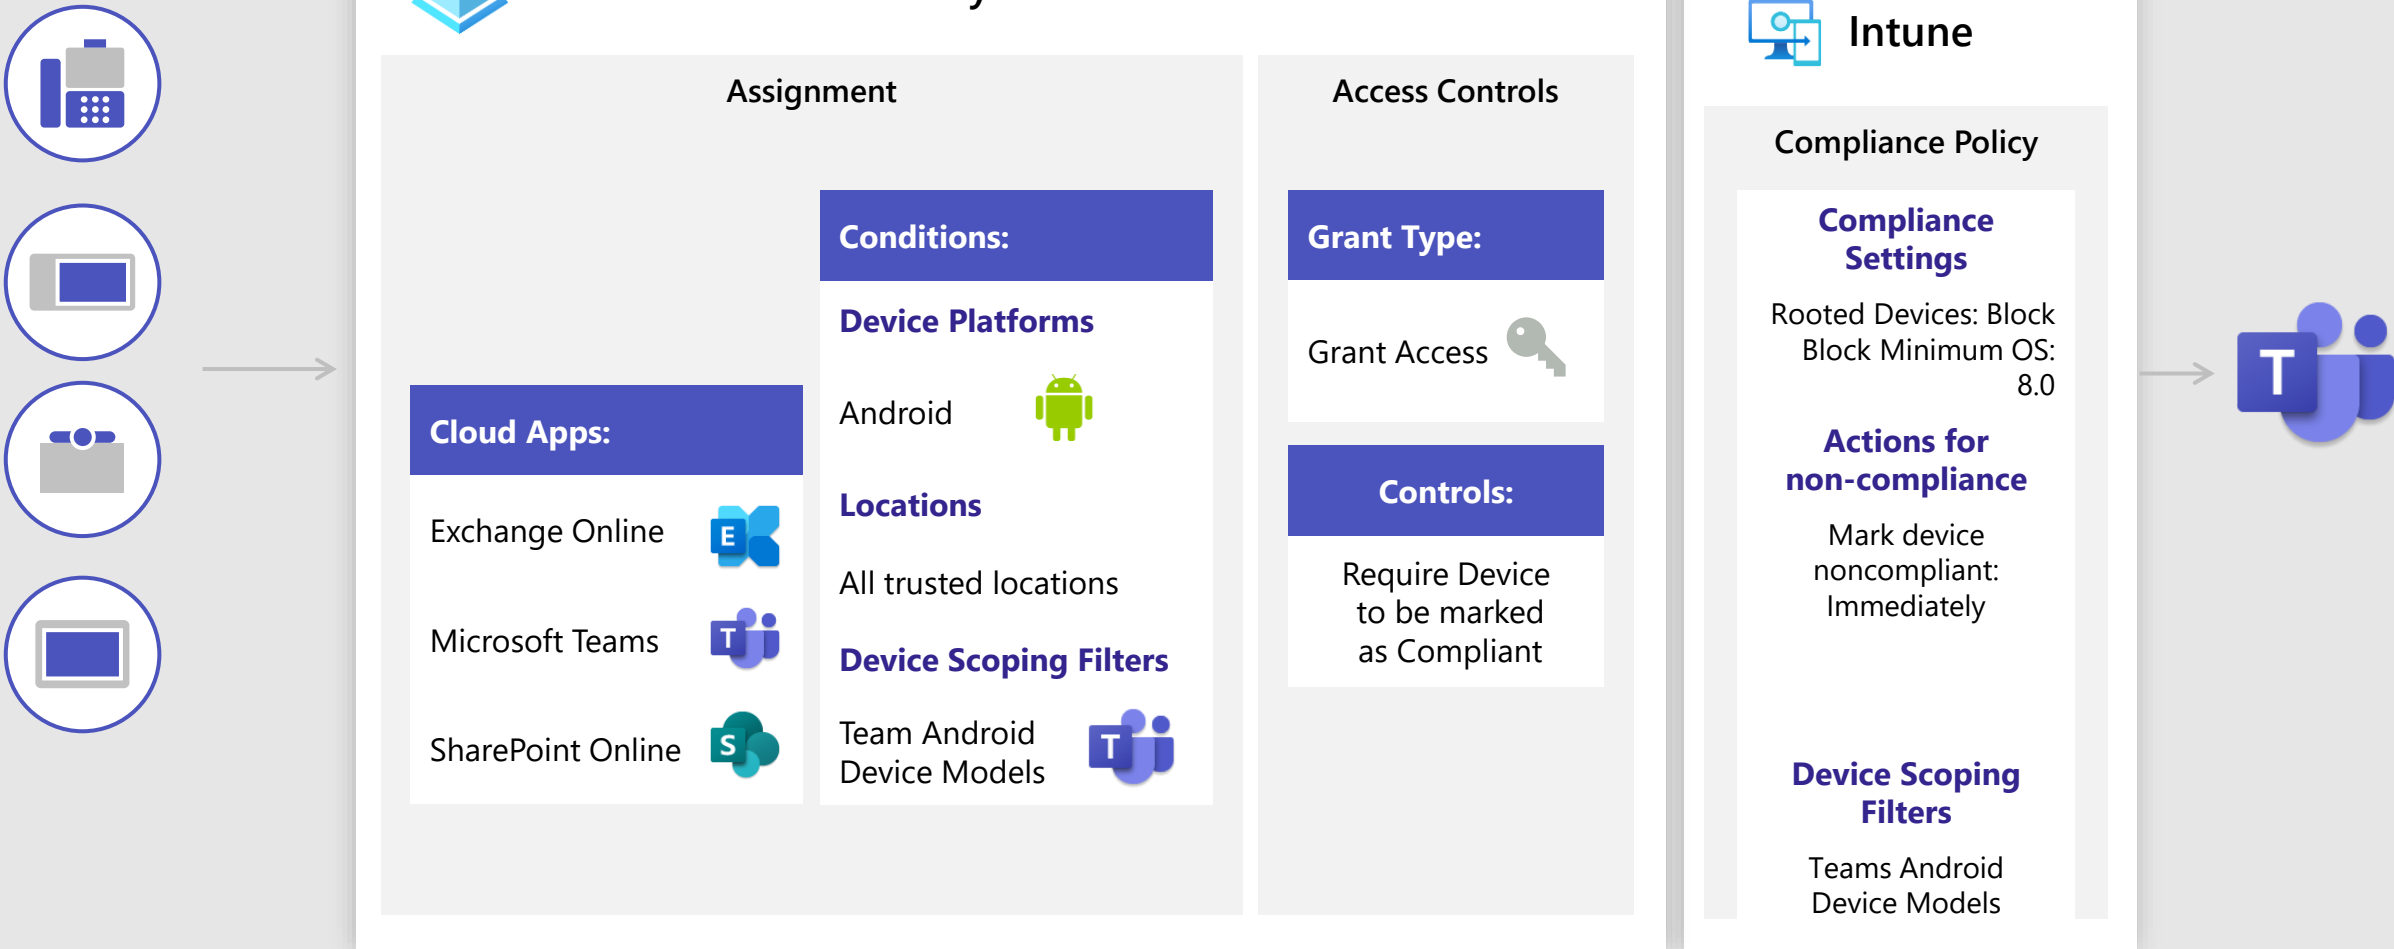 Assignment
Cloud Apps:
Exchange Online
E
Microsoft Teams
T
SharePoint Online
S
Conditions:
Device Platforms
Android
Locations
All trusted locations
Device Scoping Filters
Team Android
Device Models
T
Access Controls
Grant Type:
Grant Access
Controls:
Require Device
to be marked
as Compliant
Intune
Compliance Policy
Compliance
Settings
Rooted Devices: Block
Block Minimum OS:
8.0
Actions for
non-compliance
Mark device
noncompliant:
Immediately
Device Scoping
Filters
Teams Android
Device Models
T